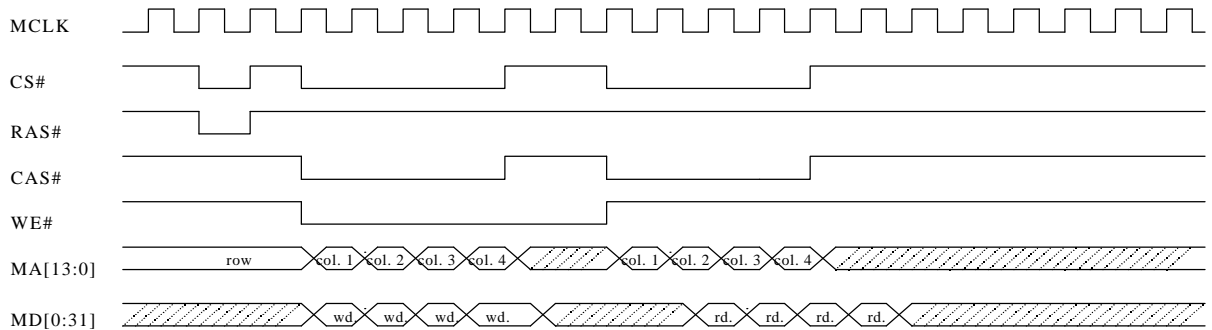 MCLK
CS#
RAS#
CAS#
WE#
MA[13:0] row col. 1 col. 2 col. 3 col. 4 col. 1 col. 2 col. 3 col. 4
MD[0:31] wd. wd. wd. wd. rd. rd. rd. rd.